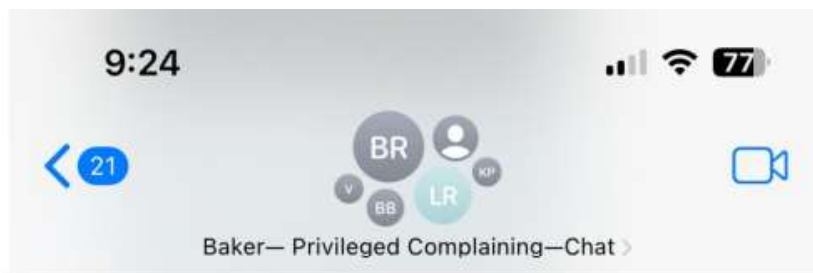 9:24
77
21
BR
KP
V
BB
LR
Baker— Privileged Complaining—Chat